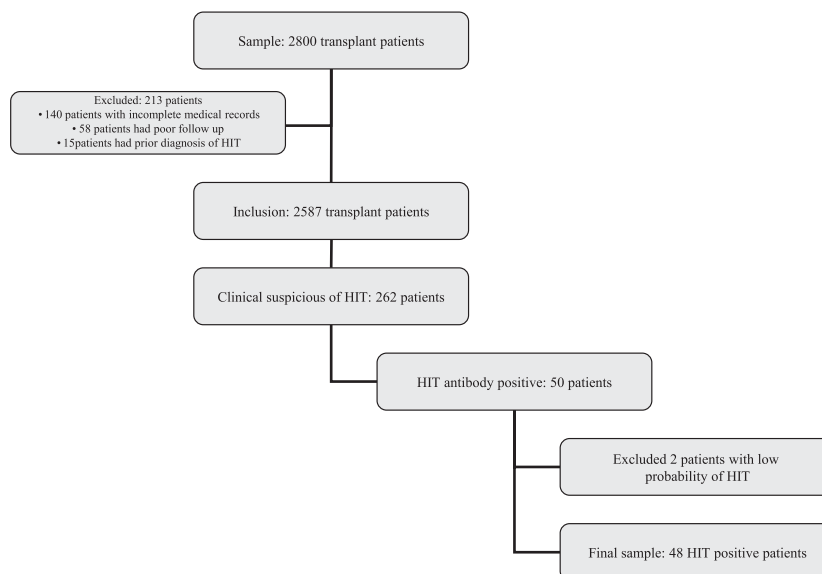 Sample: 2800 transplant patients
Excluded: 213 patients
• 140 patients with incomplete medical records
• 58 patients had poor follow up
• 15patients had prior diagnosis of HIT
Inclusion: 2587 transplant patients
Clinical suspicious of HIT: 262 patients
HIT antibody positive: 50 patients
Excluded 2 patients with low
probability of HIT
Final sample: 48 HIT positive patients